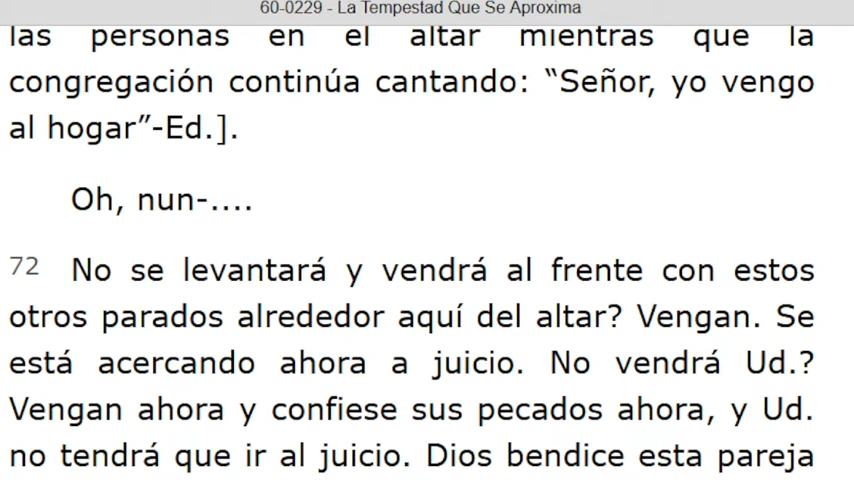 60-0229 - La Tempestad Que Se Aproxima
las personas en el altar mientras que la
congregación continúa cantando: “Señor, yo vengo
al hogar”-Ed.].
Oh, nun-....
72 No se levantará y vendrá al frente con estos
otros parados alrededor aquí del altar? Vengan. Se
está acercando ahora a juicio. No vendrá Ud.?
Vengan ahora y confiese sus pecados ahora, y Ud.
no tendrá que ir al juicio. Dios bendice esta pareja